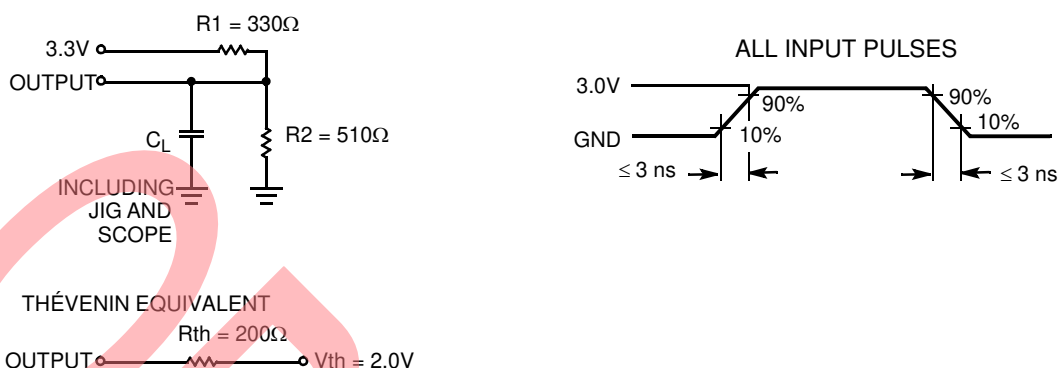 R1 = 330Ω
3.3V
OUTPUT
CL
R2 = 510Ω
INCLUDING
JIG AND
SCOPE
THÉVENIN EQUIVALENT
Rth = 200Ω
OUTPUT
Vth = 2.0V
ALL INPUT PULSES
3.0V
90%
90%
10%
10%
GND
≤ 3 ns
≤ 3 ns